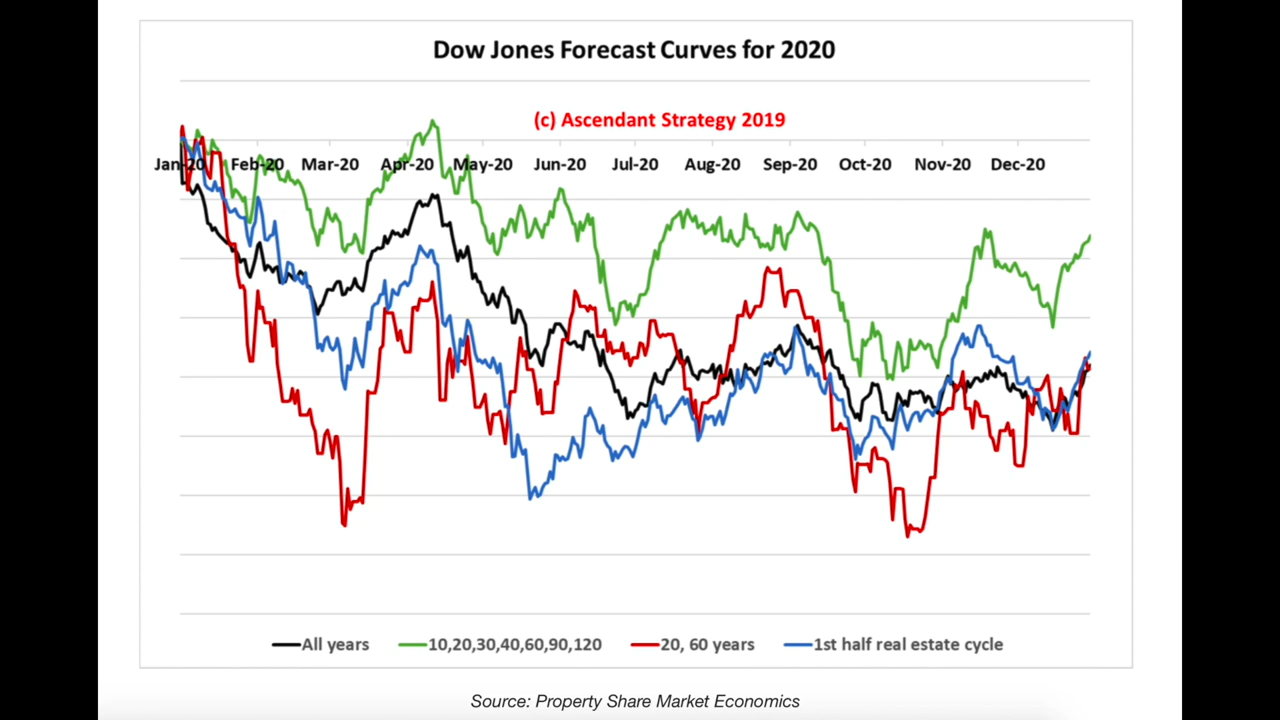 Dow Jones Forecast Curves for 2020
(c) Ascendant Strategy 2019
Jan-20 Feb-20 Mar-20 Apr-20 May-20 Jun-20 Jul-20 Aug-20 Sep-20 Oct-20 Nov-20 Dec-20
All years 10,20,30,40,60,90,120 20, 60 years 1st half real estate cycle
Source: Property Share Market Economics